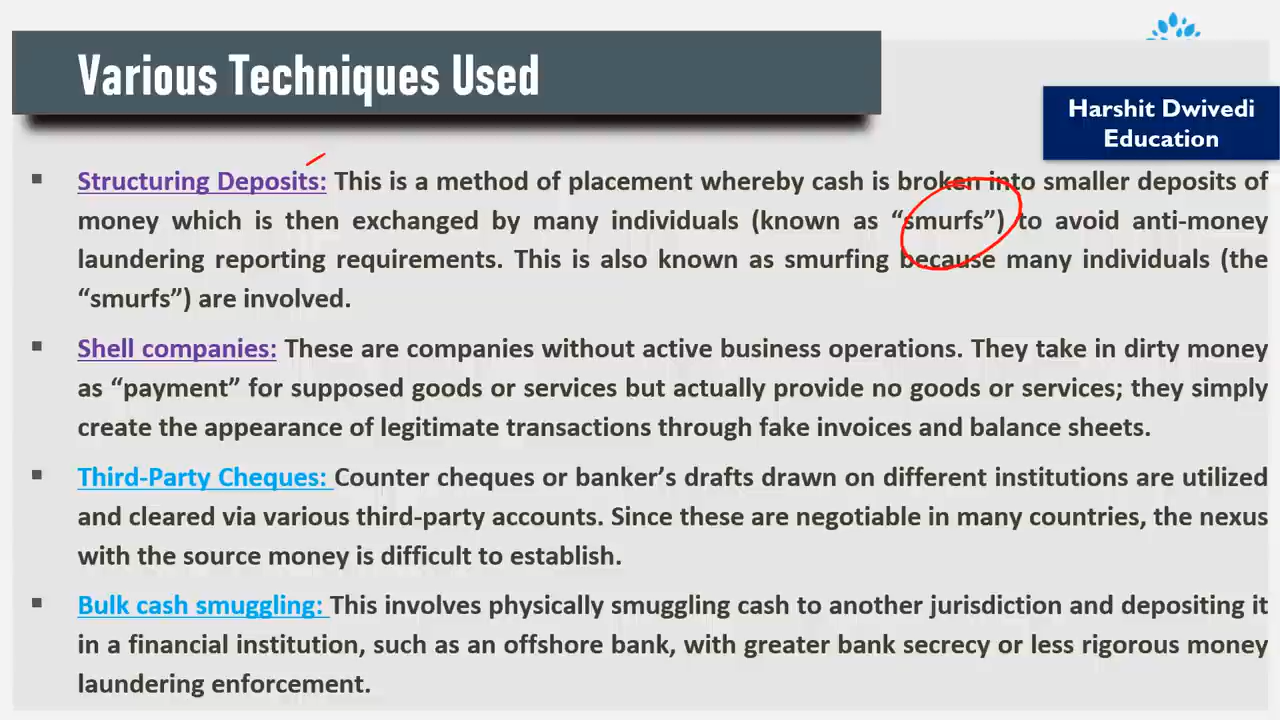 Various Techniques Used
Harshit Dwivedi
Education
▪ Structuring Deposits: This is a method of placement whereby cash is broken into smaller deposits of
money which is then exchanged by many individuals (known as “smurfs”) to avoid anti-money
laundering reporting requirements. This is also known as smurfing because many individuals (the
“smurfs”) are involved.
▪ Shell companies: These are companies without active business operations. They take in dirty money
as “payment” for supposed goods or services but actually provide no goods or services; they simply
create the appearance of legitimate transactions through fake invoices and balance sheets.
▪ Third-Party Cheques: Counter cheques or banker’s drafts drawn on different institutions are utilized
and cleared via various third-party accounts. Since these are negotiable in many countries, the nexus
with the source money is difficult to establish.
▪ Bulk cash smuggling: This involves physically smuggling cash to another jurisdiction and depositing it
in a financial institution, such as an offshore bank, with greater bank secrecy or less rigorous money
laundering enforcement.